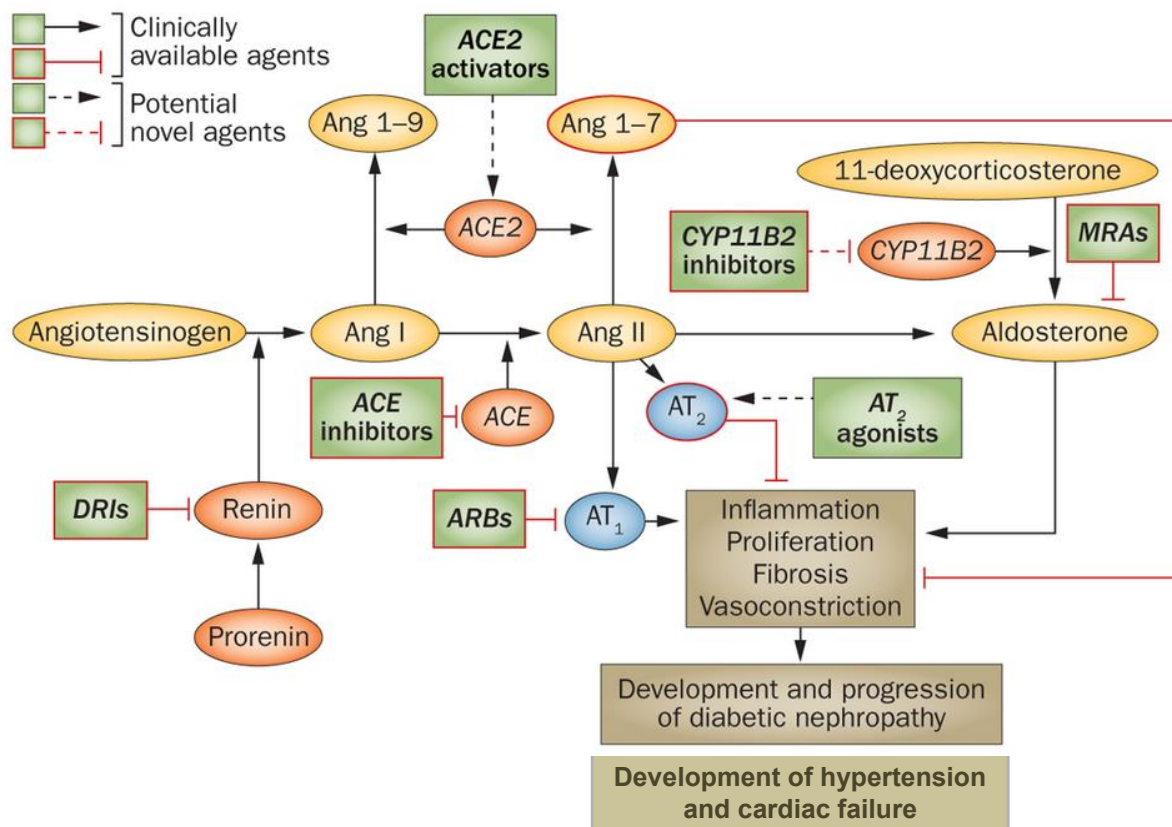 Clinically
available agents
Potential
novel agents
ACE2
activators
Ang 1–9
Ang 1–7
11-deoxycorticosterone
ACE2
CYP11B2
inhibitors
CYP11B2
MRAs
Angiotensinogen
Ang I
Ang II
Aldosterone
ACE
inhibitors
ACE
AT₂
AT₂
agonists
DRIs
Renin
ARBs
AT₁
Inflammation
Proliferation
Fibrosis
Vasoconstriction
Prorenin
Development and progression
of diabetic nephropathy
Development of hypertension
and cardiac failure